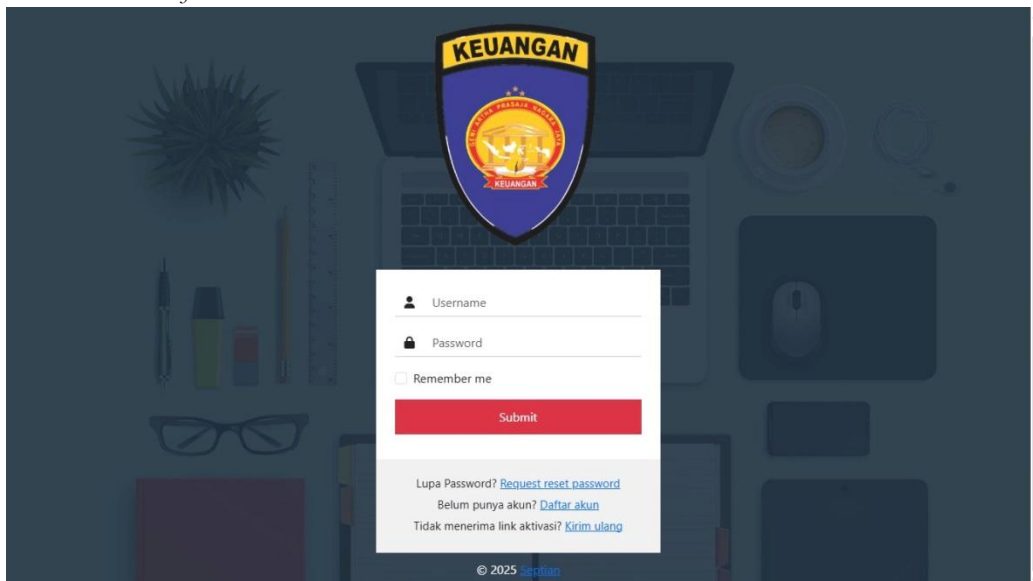 KEUANGAN
KEUANGAN
Username
Password
Remember me
Submit
Lupa Password? Request reset password
Belum punya akun? Daftar akun
Tidak menerima link aktivasi? Kirim ulang
© 2025 Septian